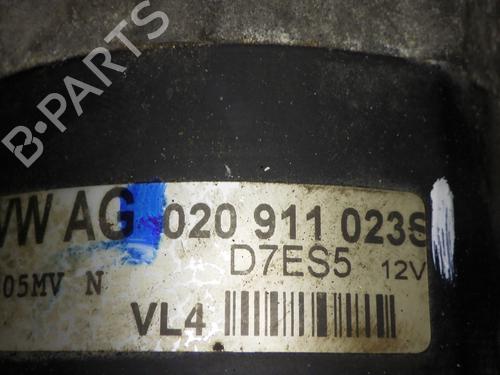 B-PARTS
VW AG 020 911 023S
D7ES5 12V
05MV N
VL4